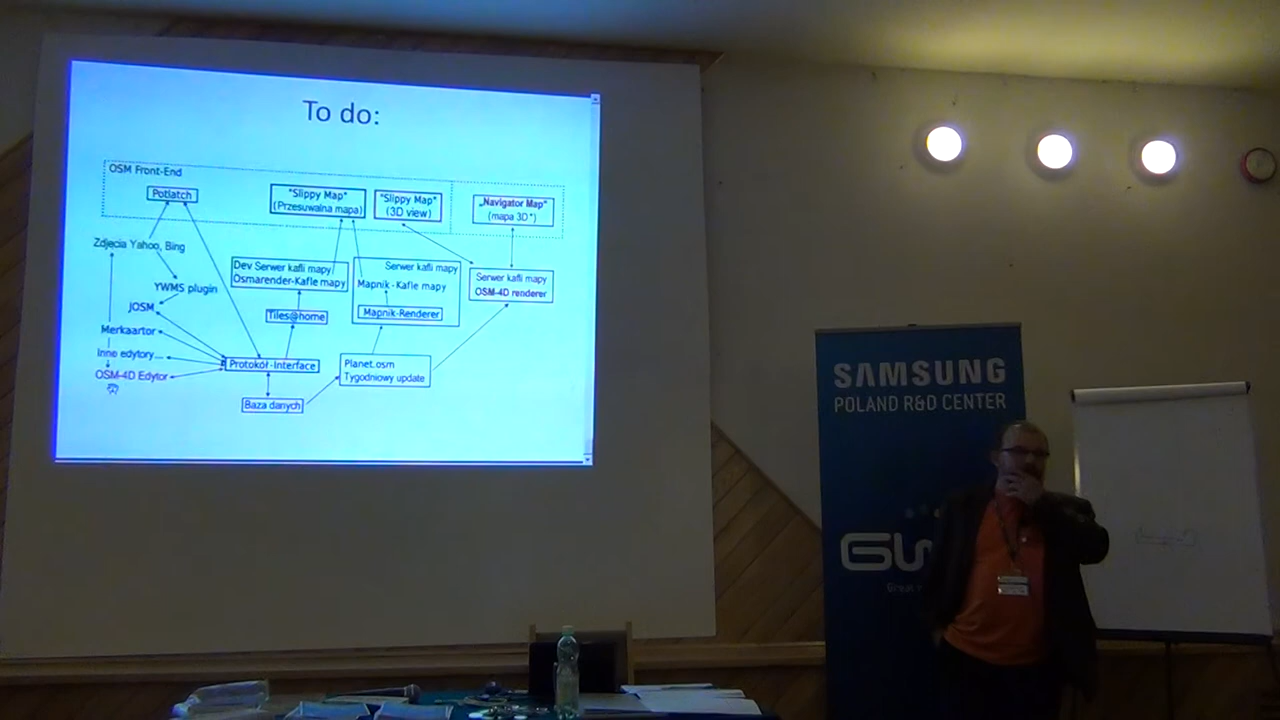 To do:
OSM Front-End
Potlatch
"Slippy Map"
(Przesuwalna mapa)
"Slippy Map"
(3D view)
„Navigator Map"
(mapa 3D*)
Zdjęcia Yahoo, Bing
Dev Serwer kafli mapy
Osmarender-Kafle mapy
Serwer kafli mapy
Mapnik - Kafle mapy
Mapnik-Renderer
Serwer kafli mapy
OSM-4D renderer
YWMS plugin
JOSM
Tiles@home
Merkaartor
Inne edytory...
OSM-4D Edytor
Protokół-Interface
Planet.osm
Tygodniowy update
Baza danych
SAMSUNG
POLAND R&D CENTER